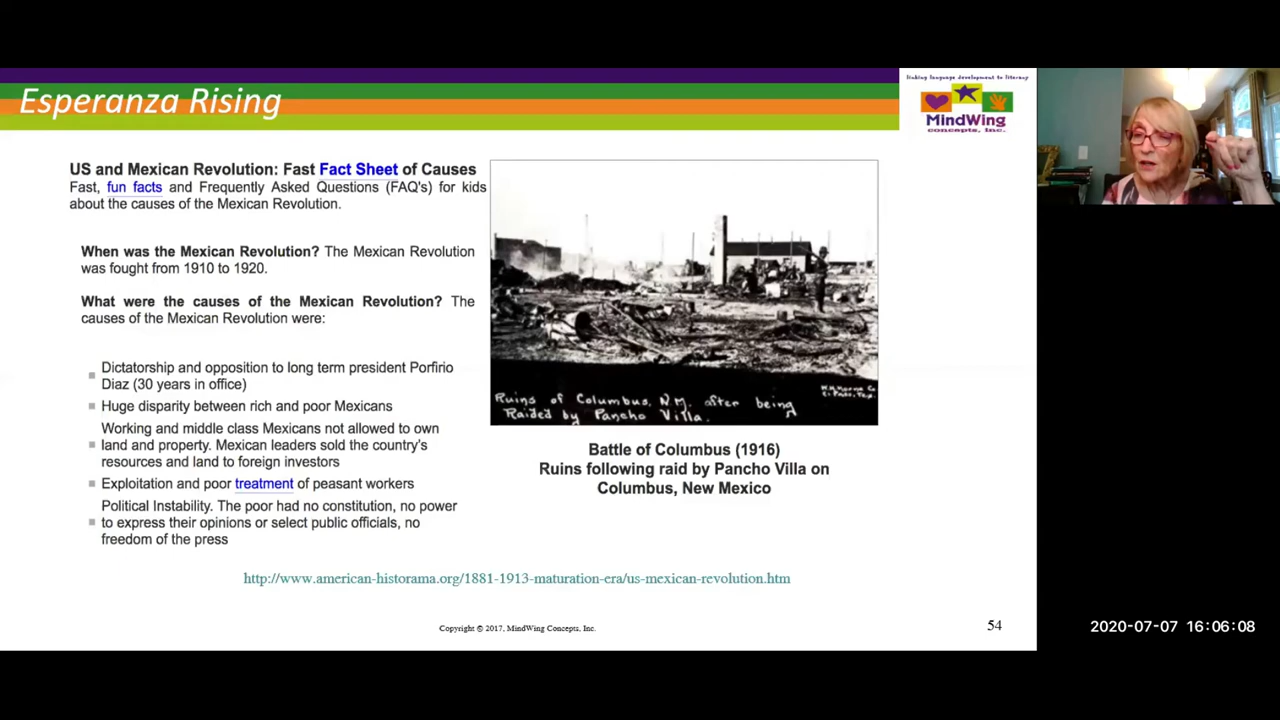 Esperanza Rising
linking language development to literacy
MindWing
concepts, inc.
US and Mexican Revolution: Fast Fact Sheet of Causes
Fast, fun facts and Frequently Asked Questions (FAQ's) for kids
about the causes of the Mexican Revolution.
When was the Mexican Revolution? The Mexican Revolution
was fought from 1910 to 1920.
What were the causes of the Mexican Revolution? The
causes of the Mexican Revolution were:
Dictatorship and opposition to long term president Porfirio
Diaz (30 years in office)
Huge disparity between rich and poor Mexicans
Working and middle class Mexicans not allowed to own
land and property. Mexican leaders sold the country's
resources and land to foreign investors
Exploitation and poor treatment of peasant workers
Political Instability. The poor had no constitution, no power
to express their opinions or select public officials, no
freedom of the press
Ruins of Columbus, N.M. after being
Raided by Pancho Villa.
W.H. Horne Co.
El Paso, Tex.
Battle of Columbus (1916)
Ruins following raid by Pancho Villa on
Columbus, New Mexico
http://www.american-historama.org/1881-1913-maturation-era/us-mexican-revolution.htm
Copyright © 2017, MindWing Concepts, Inc.
54
2020-07-07 16:06:08